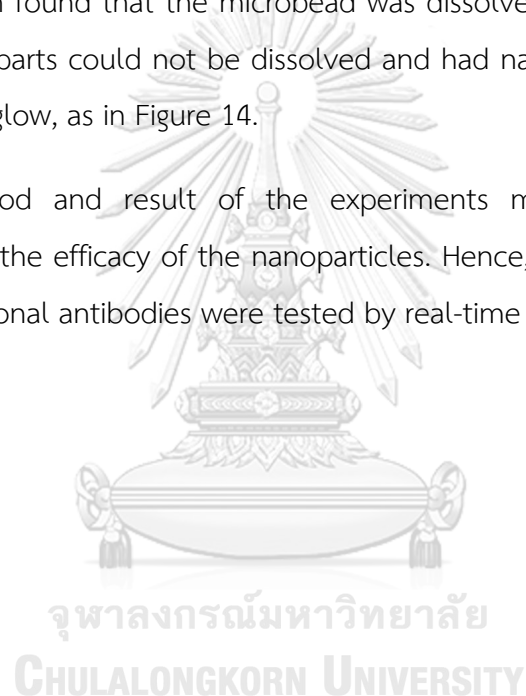 found that the microbead was dissolve
parts could not be dissolved and had na
glow, as in Figure 14.
od and result of the experiments m
the efficacy of the nanoparticles. Hence,
onal antibodies were tested by real-time
จุฬาลงกรณ์มหาวิทยาลัย
CHULALONGKORN UNIVERSITY